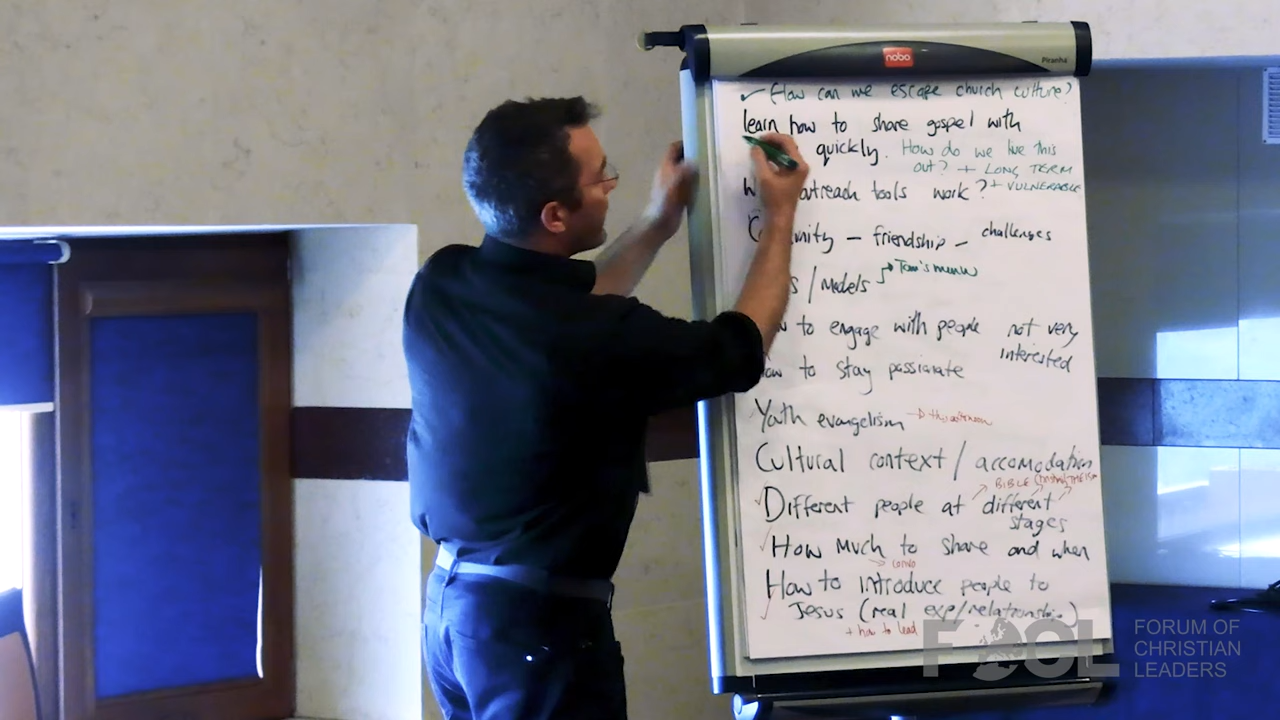 nobo
Piranha
✓ (How can we escape church culture?)
learn how to share gospel with
quickly. How do we live this
out? + LONG TERM
outreach tools work? + VULNERABLE
– friendship – challenges
/ Models → Tom's menu
to engage with people not very
interested
to stay passionate
Youth evangelism → this afternoon
Cultural context / accomodation
BIBLE
✓ Different people at different
stages
✓ How much to share and when
→ convo
✓ How to introduce people to
Jesus (real exp/relationship)
+ how to lead
FOCL
FORUM OF
CHRISTIAN
LEADERS